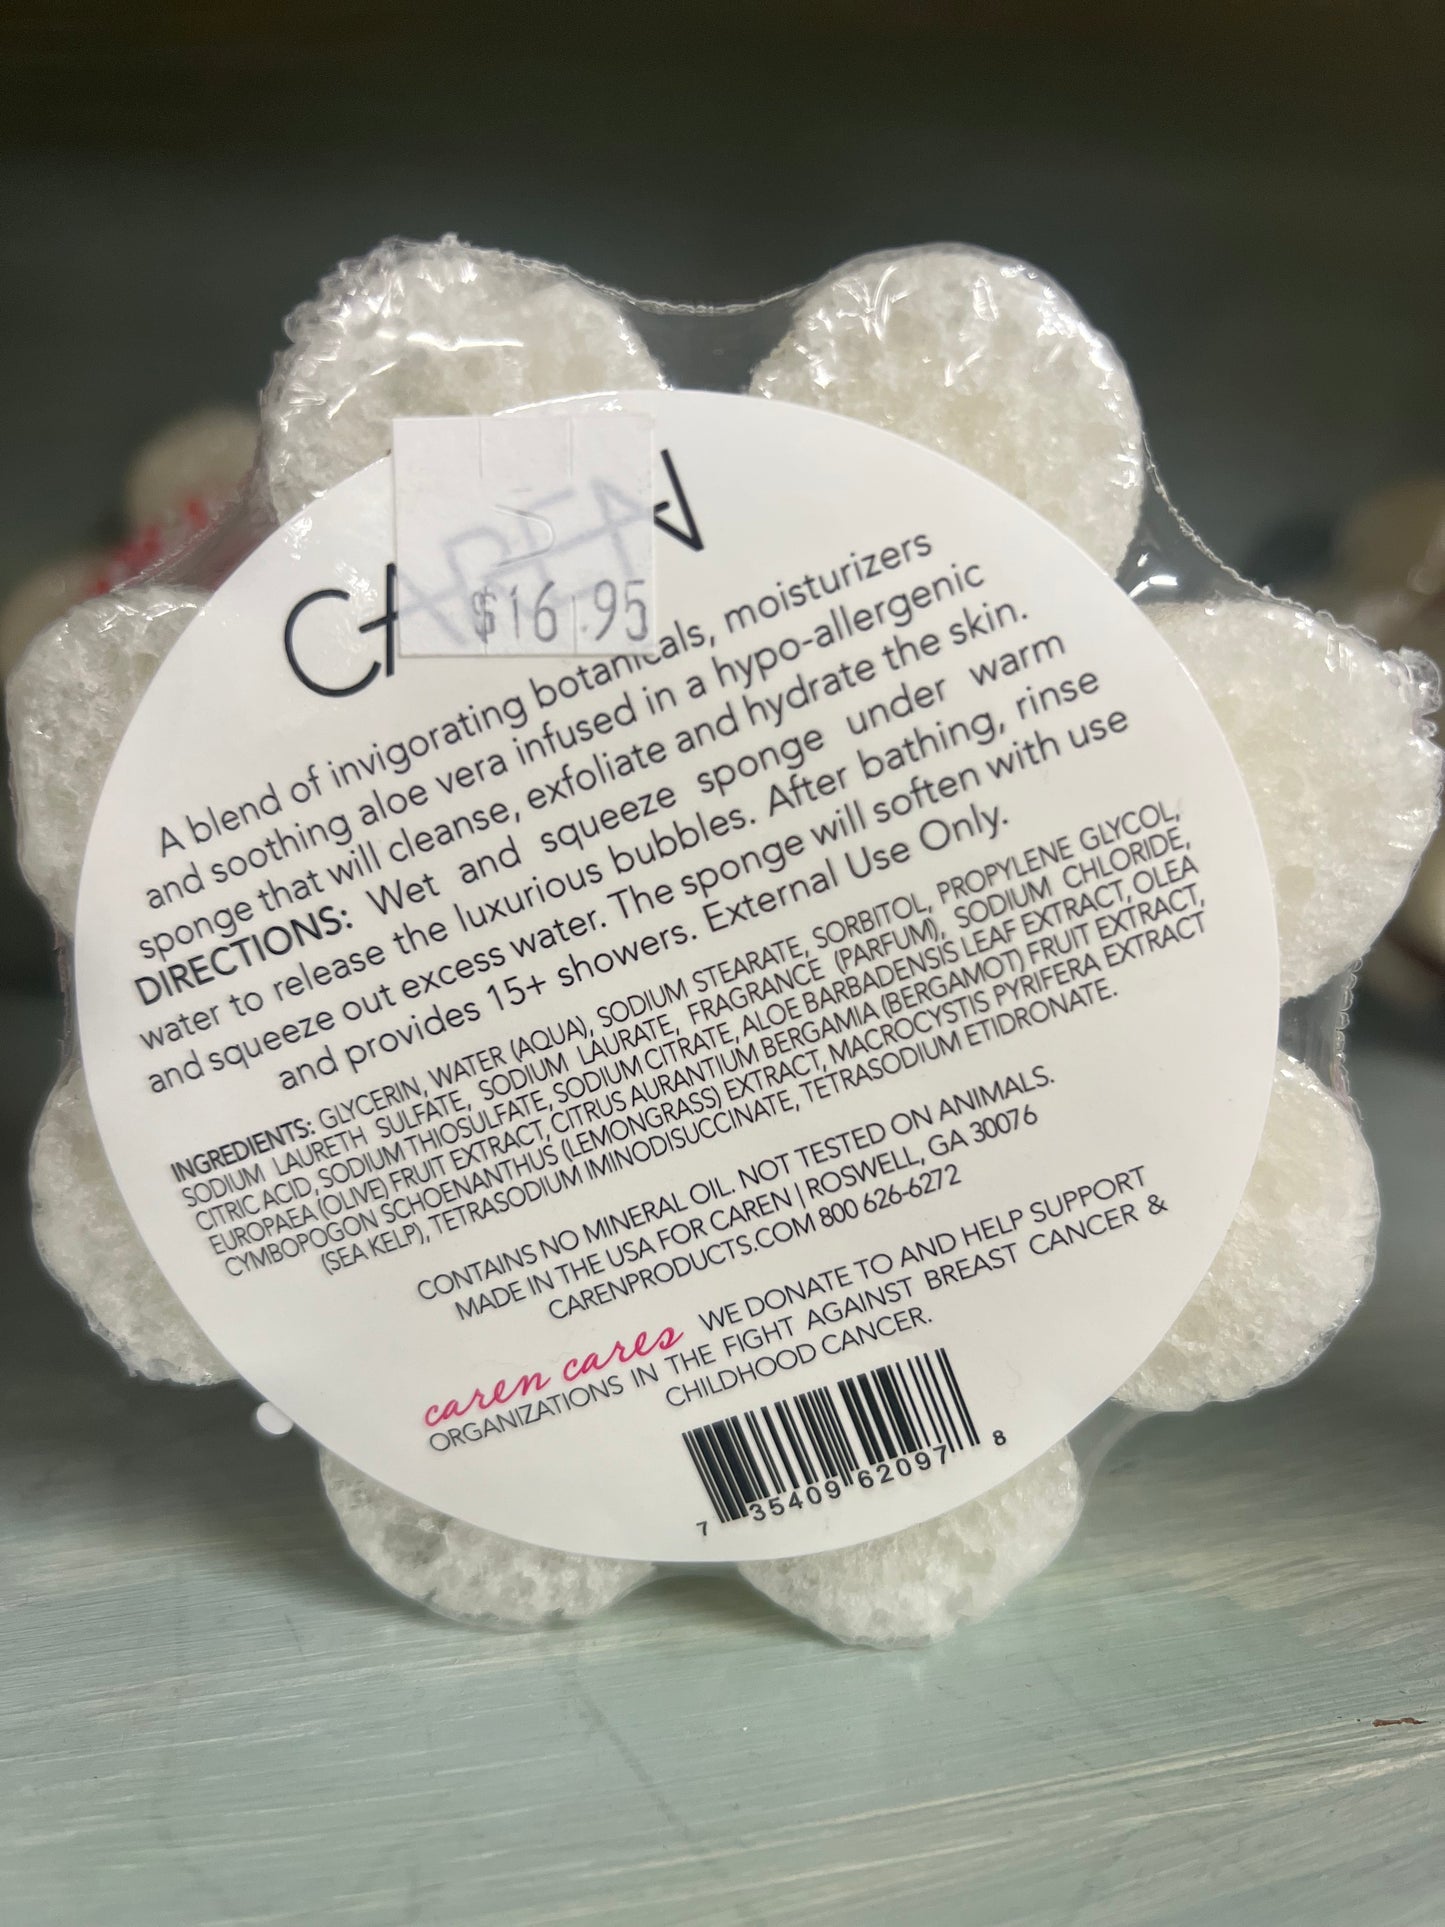 $16.95
A blend of invigorating botanicals, moisturizers
and soothing aloe vera infused in a hypo-allergenic
sponge that will cleanse, exfoliate and hydrate the skin.
DIRECTIONS: Wet and squeeze sponge under warm
water to release the luxurious bubbles. After bathing, rinse
and squeeze out excess water. The sponge will soften with use
and provides 15+ showers. External Use Only.
INGREDIENTS: GLYCERIN, WATER (AQUA), SODIUM STEARATE, SORBITOL, PROPYLENE GLYCOL,
SODIUM LAURETH SULFATE, SODIUM LAURATE, FRAGRANCE (PARFUM), SODIUM CHLORIDE,
CITRIC ACID, SODIUM THIOSULFATE, SODIUM CITRATE, ALOE BARBADENSIS LEAF EXTRACT, OLEA
EUROPAEA (OLIVE) FRUIT EXTRACT, CITRUS AURANTIUM BERGAMIA (BERGAMOT) FRUIT EXTRACT,
CYMBOPOGON SCHOENANTHUS (LEMONGRASS) EXTRACT, MACROCYSTIS PYRIFERA EXTRACT
(SEA KELP), TETRASODIUM IMINODISUCCINATE, TETRASODIUM ETIDRONATE.
CONTAINS NO MINERAL OIL. NOT TESTED ON ANIMALS.
MADE IN THE USA FOR CAREN | ROSWELL, GA 30076
CARENPRODUCTS.COM 800 626-6272
caren cares WE DONATE TO AND HELP SUPPORT
ORGANIZATIONS IN THE FIGHT AGAINST BREAST CANCER &
CHILDHOOD CANCER.
7 35409 62097 8